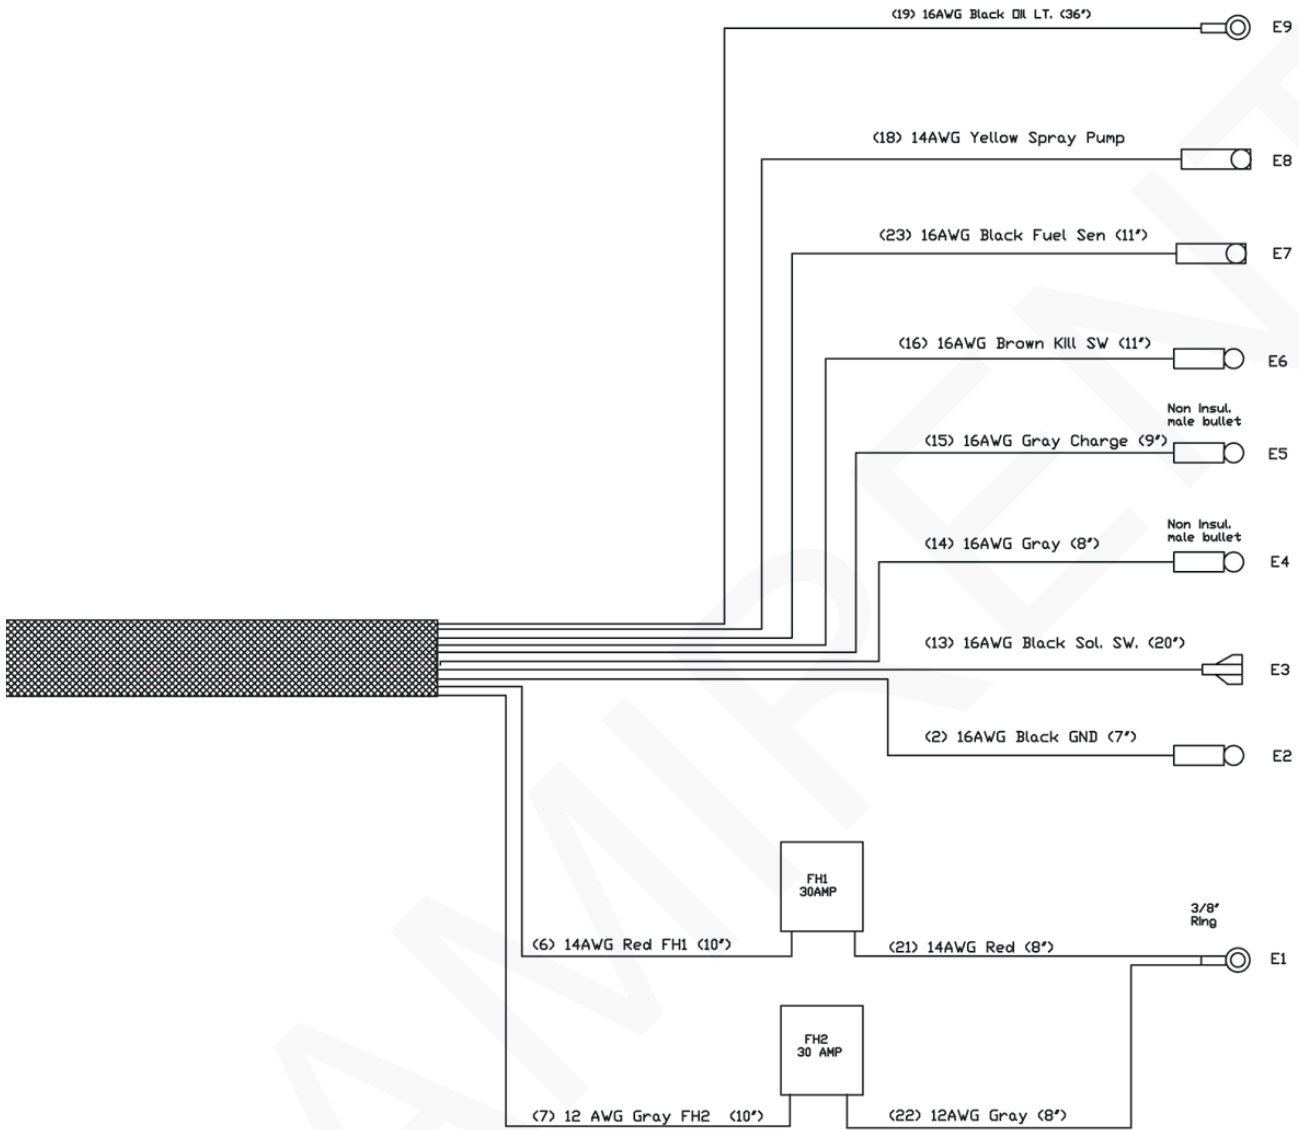 (19) 16AWG Black Oil LT. (36")
E9
(18) 14AWG Yellow Spray Pump
E8
(23) 16AWG Black Fuel Sen (11")
E7
(16) 16AWG Brown Kill SW (11")
E6
Non Insul.
male bullet
(15) 16AWG Gray Charge (9")
E5
Non Insul.
male bullet
(14) 16AWG Gray (8")
E4
(13) 16AWG Black Sol. SW. (20")
E3
(2) 16AWG Black GND (7")
E2
FH1
30AMP
3/8"
Ring
(6) 14AWG Red FH1 (10")
(21) 14AWG Red (8")
E1
FH2
30 AMP
(7) 12 AWG Gray FH2 (10")
(22) 12AWG Gray (8")